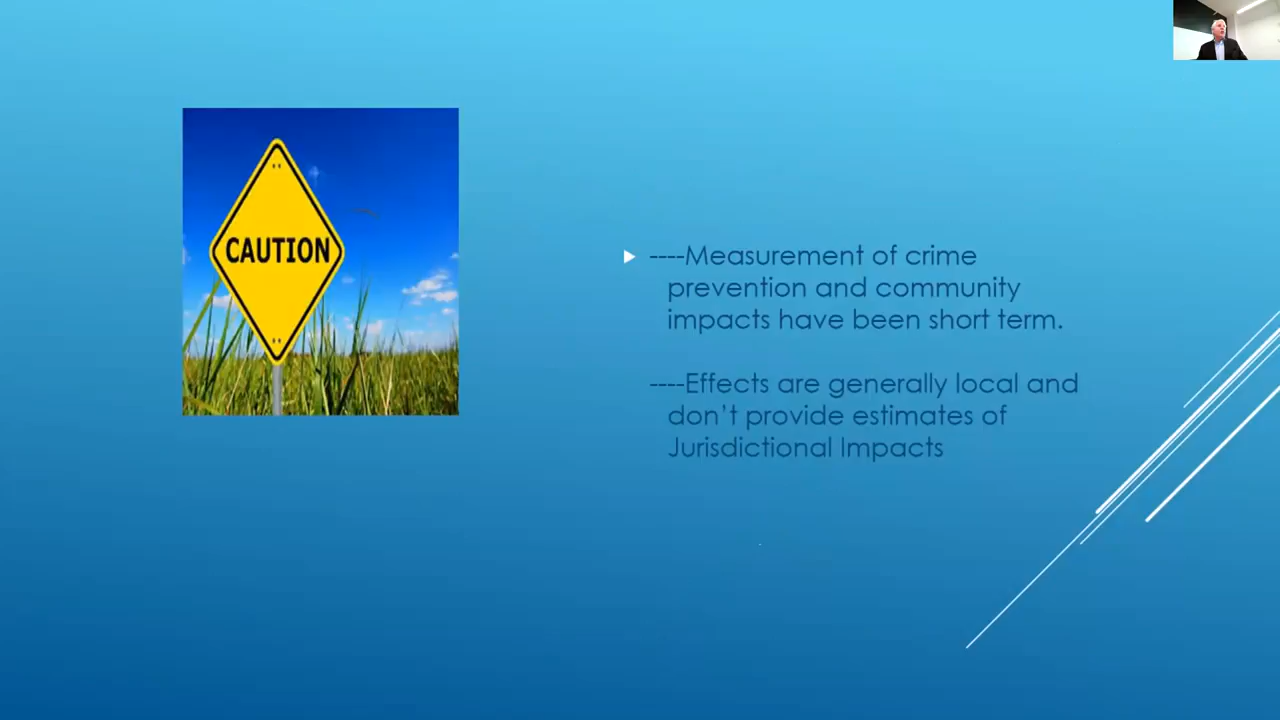 CAUTION
----Measurement of crime
prevention and community
impacts have been short term.
----Effects are generally local and
don’t provide estimates of
Jurisdictional Impacts